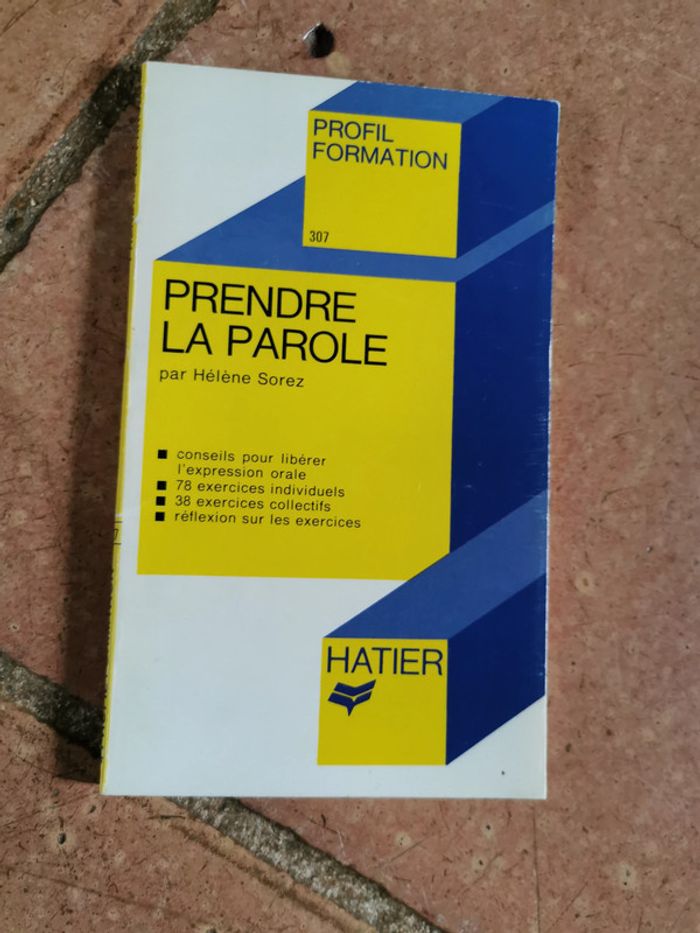 PROFIL
FORMATION
307
PRENDRE
LA PAROLE
par Hélène Sorez
■ conseils pour libérer
l'expression orale
■ 78 exercices individuels
■ 38 exercices collectifs
■ réflexion sur les exercices
HATIER